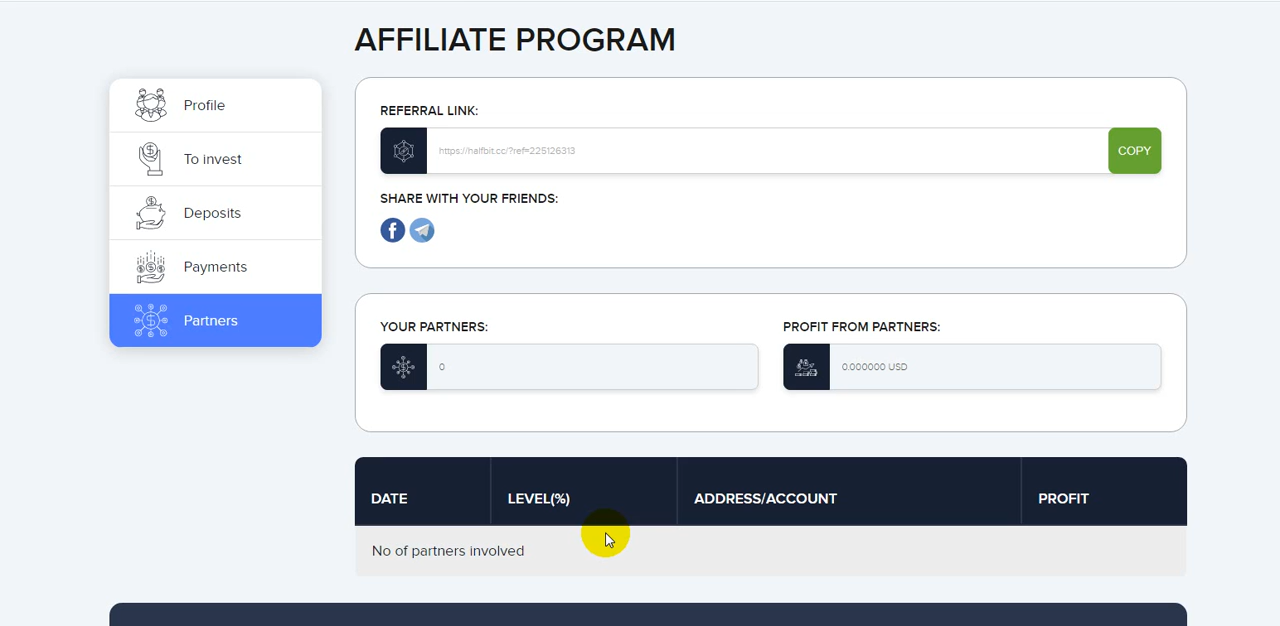 AFFILIATE PROGRAM
Profile
To invest
Deposits
Payments
Partners
REFERRAL LINK:
https://halfbit.cc/?ref=225126313
COPY
SHARE WITH YOUR FRIENDS:
YOUR PARTNERS:
0
PROFIT FROM PARTNERS:
0.000000 USD
DATE LEVEL(%) ADDRESS/ACCOUNT PROFIT
No of partners involved